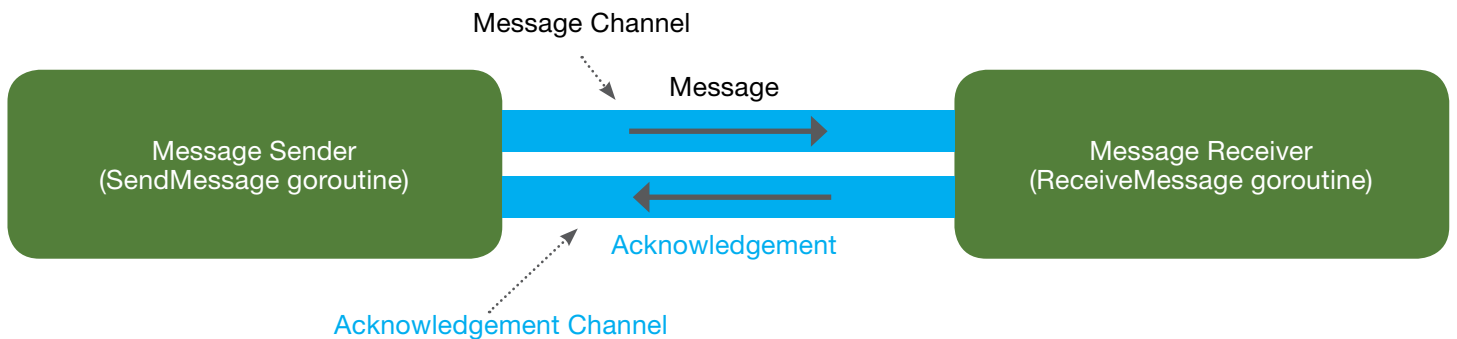 Message Channel
Message
Message Sender
(SendMessage goroutine)
Message Receiver
(ReceiveMessage goroutine)
Acknowledgement
Acknowledgement Channel